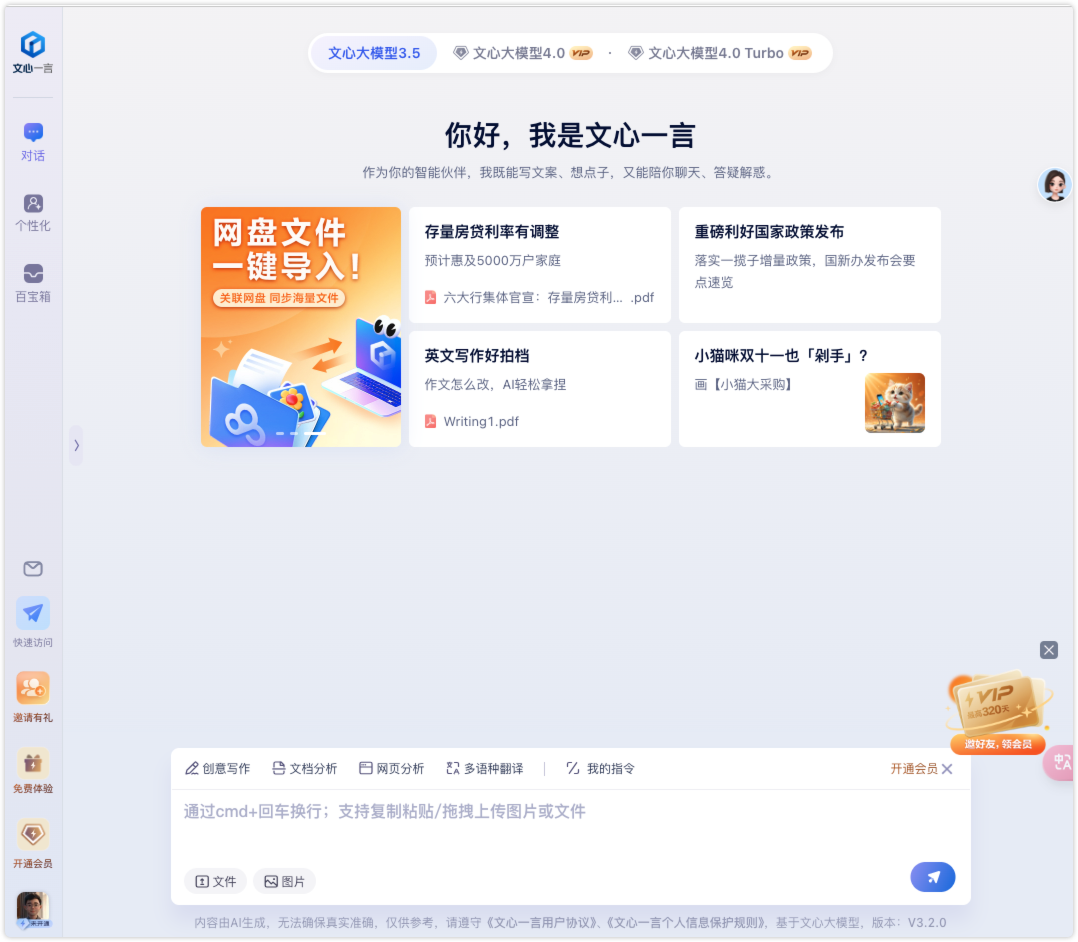 文心一言
对话
个性化
百宝箱
快速访问
邀请有礼
免费体验
开通会员
未开通
文心大模型3.5
文心大模型4.0 VIP
·
文心大模型4.0 Turbo VIP
你好，我是文心一言
作为你的智能伙伴，我既能写文案、想点子，又能陪你聊天、答疑解惑。
网盘文件
一键导入！
关联网盘 同步海量文件
存量房贷利率有调整
预计惠及5000万户家庭
六大行集体官宣：存量房贷利... .pdf
重磅利好国家政策发布
落实一揽子增量政策，国新办发布会要
点速览
英文写作好拍档
作文怎么改，AI轻松拿捏
Writing1.pdf
小猫咪双十一也「剁手」？
画【小猫大采购】
VIP
最高320天
邀好友，领会员
中
A
创意写作 文档分析 网页分析 多语种翻译 我的指令 开通会员
通过cmd+回车换行；支持复制粘贴/拖拽上传图片或文件
文件 图片
内容由AI生成，无法确保真实准确，仅供参考，请遵守《文心一言用户协议》、《文心一言个人信息保护规则》，基于文心大模型，版本：V3.2.0